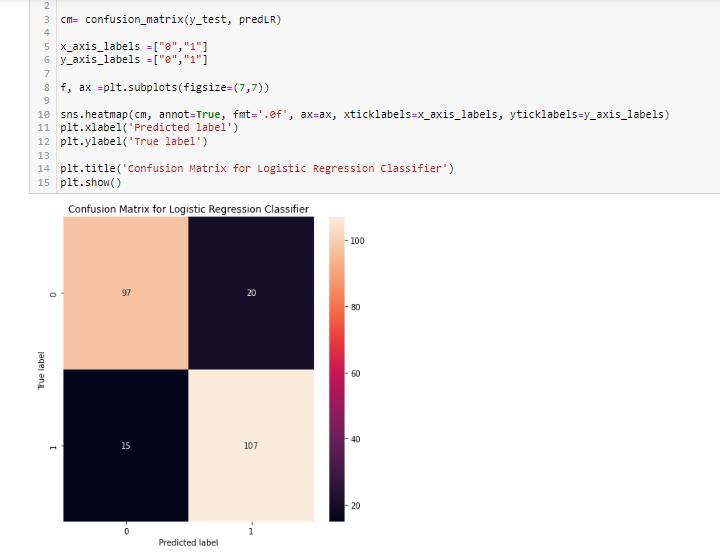 2
3 cm= confusion_matrix(y_test, predLR)
4
5 x_axis_labels =["0","1"]
6 y_axis_labels =["0","1"]
7
8 f, ax =plt.subplots(figsize=(7,7))
9
10 sns.heatmap(cm, annot=True, fmt='.0f', ax=ax, xticklabels=x_axis_labels, yticklabels=y_axis_labels)
11 plt.xlabel('Predicted label')
12 plt.ylabel('True label')
13
14 plt.title('Confusion Matrix for Logistic Regression Classifier')
15 plt.show()
Confusion Matrix for Logistic Regression Classifier
100
0 97 20
80
True label
60
1 15 107
40
20
0 1
Predicted label